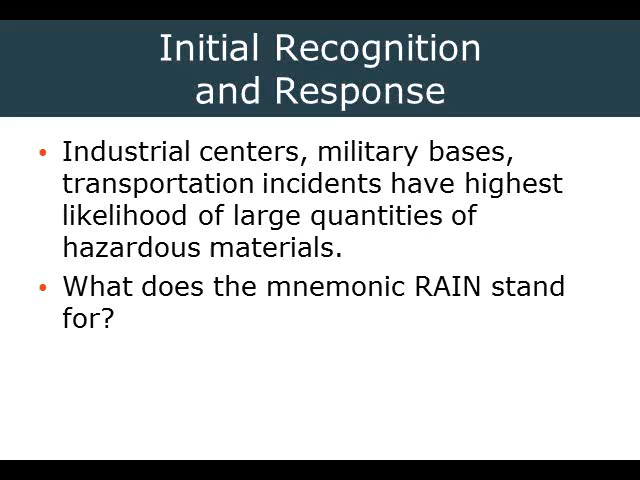 Initial Recognition
and Response
• Industrial centers, military bases,
transportation incidents have highest
likelihood of large quantities of
hazardous materials.
• What does the mnemonic RAIN stand
for?